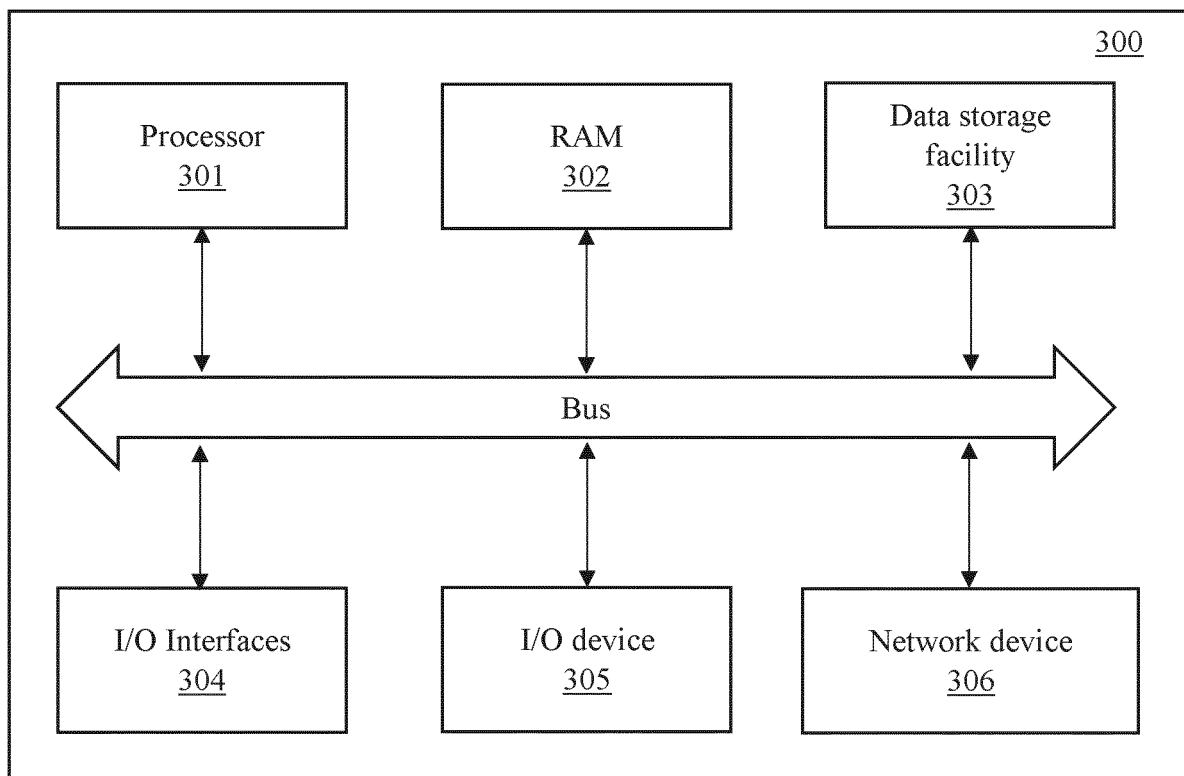 300
Processor
301
RAM
302
Data storage
facility
303
Bus
I/O Interfaces
304
I/O device
305
Network device
306